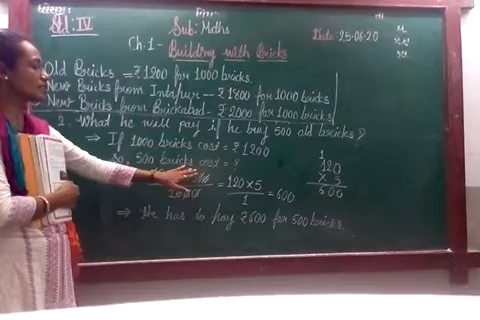 Std: IV
Sub: Maths
Date: 25-06-20
Ch.1- Building with Bricks
Old Bricks = ₹1200 for 1000 bricks.
New Bricks from Intapur - ₹1800 for 1000 bricks
New Bricks from Brickabad - ₹2000 for 1000 bricks
2. What he will pay if he buy 500 old bricks?
⇒ If 1000 bricks cost = ₹1200
So, 500 bricks cost = ?
= 120×5 / 1 = 600
1
120
× 5
600
⇒ He has to pay ₹600 for 500 bricks.